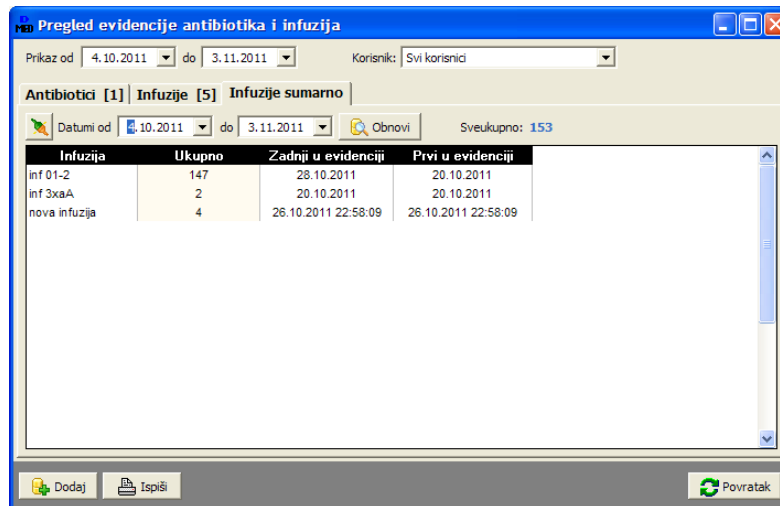 D MED Pregled evidencije antibiotika i infuzija
Prikaz od 4.10.2011 do 3.11.2011 Korisnik: Svi korisnici
Antibiotici [1] Infuzije [5] Infuzije sumarno
Datumi od 4.10.2011 do 3.11.2011 Obnovi Sveukupno: 153
Infuzija Ukupno Zadnji u evidenciji Prvi u evidenciji
inf 01-2 147 28.10.2011 20.10.2011
inf 3xaA 2 20.10.2011 20.10.2011
nova infuzija 4 26.10.2011 22:58:09 26.10.2011 22:58:09
Dodaj Ispiši Povratak